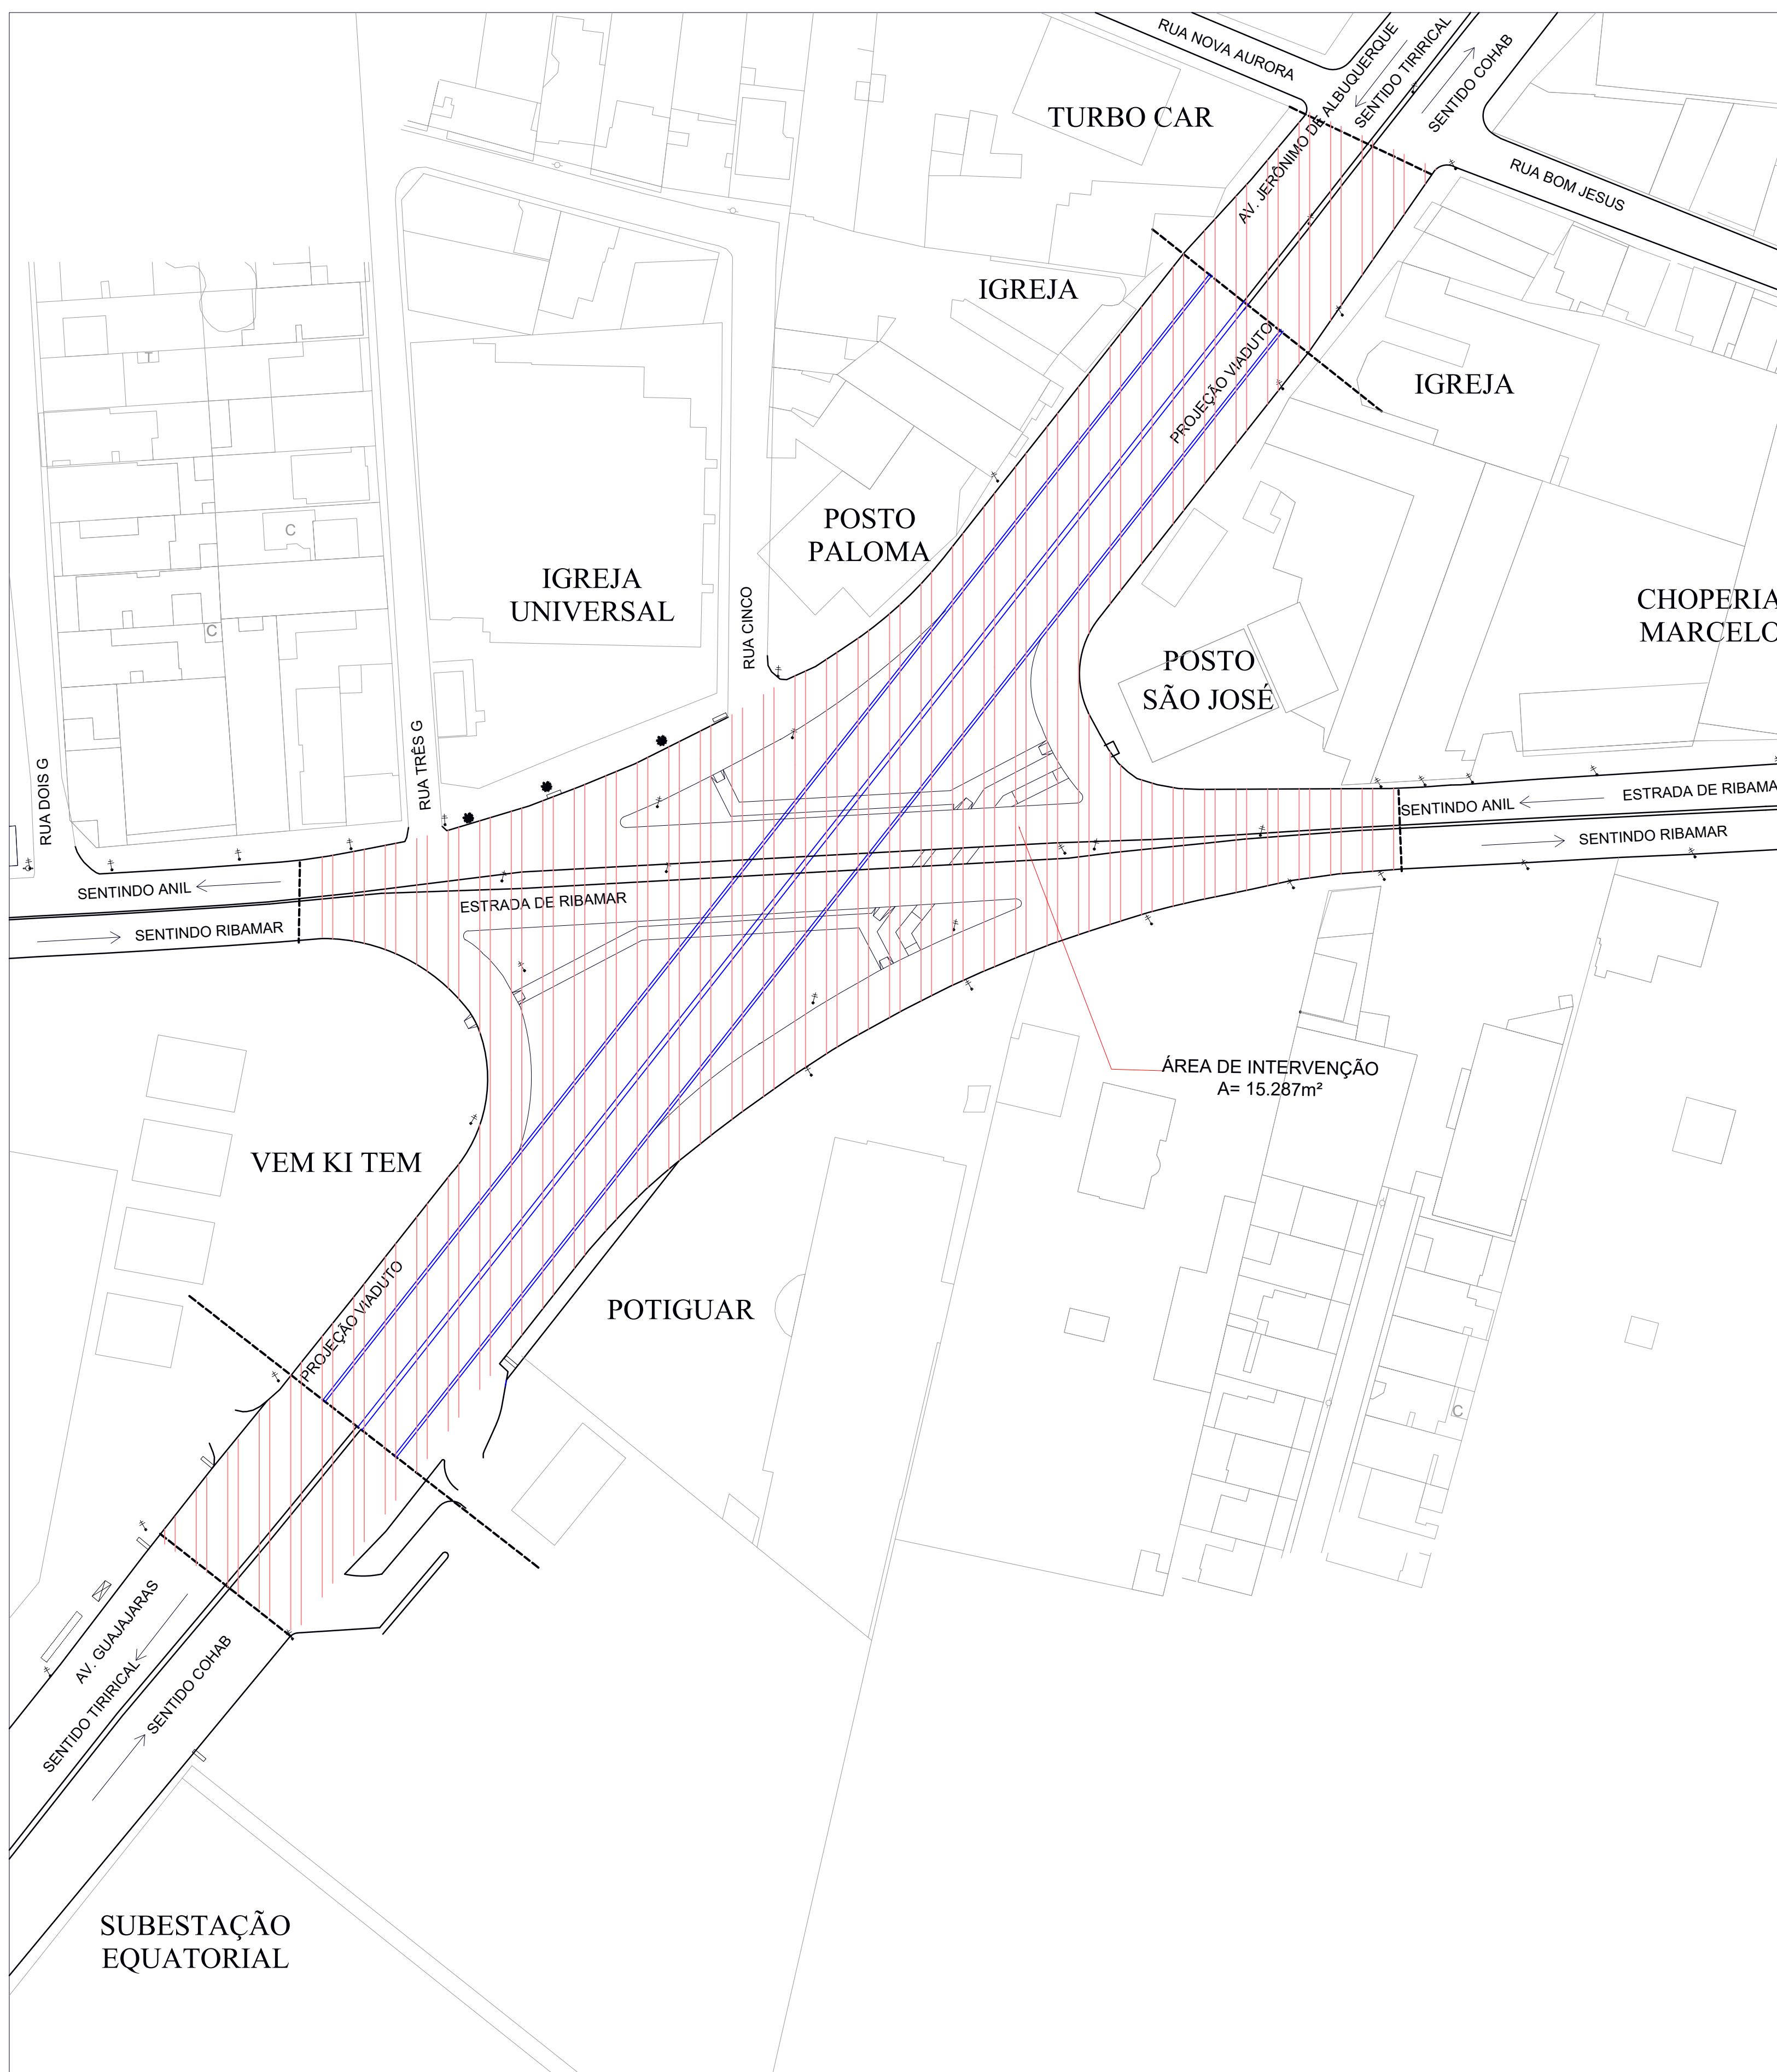 RUA NOVA AURORA
AV. JERÔNIMO DE ALBUQUERQUE
SENTIDO TIRIRICAL
SENTIDO COHAB
TURBO CAR
RUA BOM JESUS
IGREJA
PROJEÇÃO VIADUTO
IGREJA
T
C
C
POSTO
PALOMA
IGREJA
UNIVERSAL
RUA CINCO
CHOPERIA
MARCELO
POSTO
SÃO JOSÉ
RUA DOIS G
RUA TRÊS G
SENTINDO ANIL
ESTRADA DE RIBAMA
SENTINDO RIBAMAR
SENTINDO ANIL
ESTRADA DE RIBAMAR
SENTINDO RIBAMAR
ÁREA DE INTERVENÇÃO
A= 15.287m²
VEM KI TEM
PROJEÇÃO VIADUTO
POTIGUAR
C
AV. GUAJAJARAS
SENTIDO TIRIRICAL
SENTIDO COHAB
SUBESTAÇÃO
EQUATORIAL